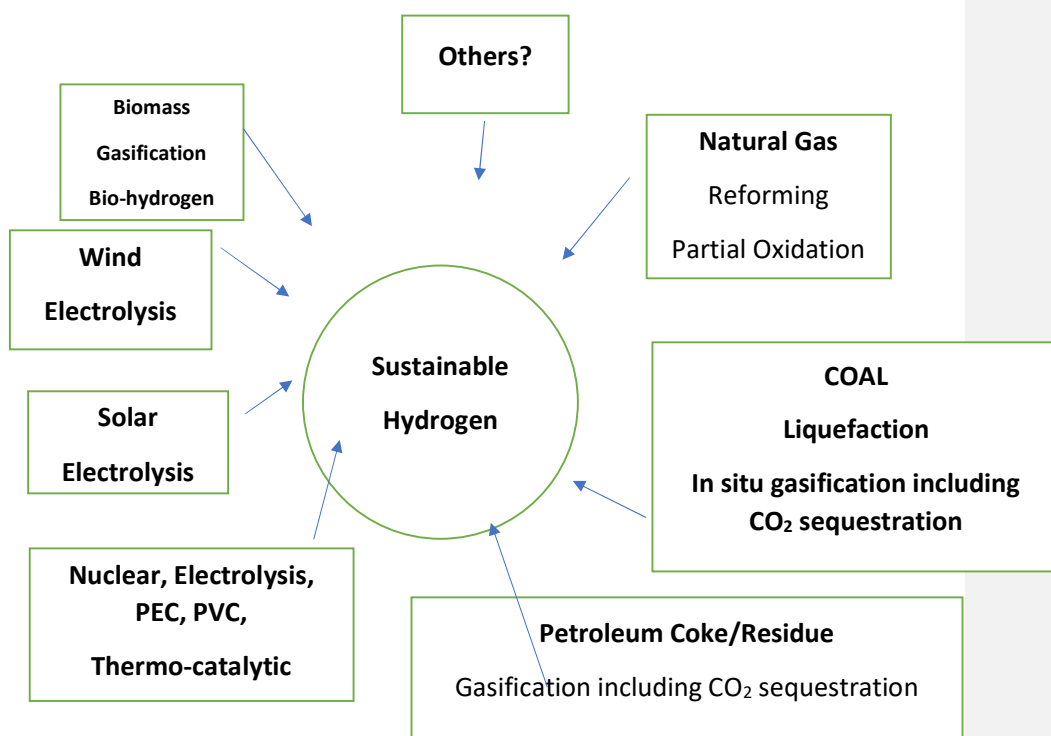 Others?
Biomass
Gasification
Bio-hydrogen
Natural Gas
Reforming
Partial Oxidation
Wind
Electrolysis
Sustainable
Hydrogen
COAL
Liquefaction
In situ gasification including
CO₂ sequestration
Solar
Electrolysis
Nuclear, Electrolysis,
PEC, PVC,
Thermo-catalytic
Petroleum Coke/Residue
Gasification including CO₂ sequestration